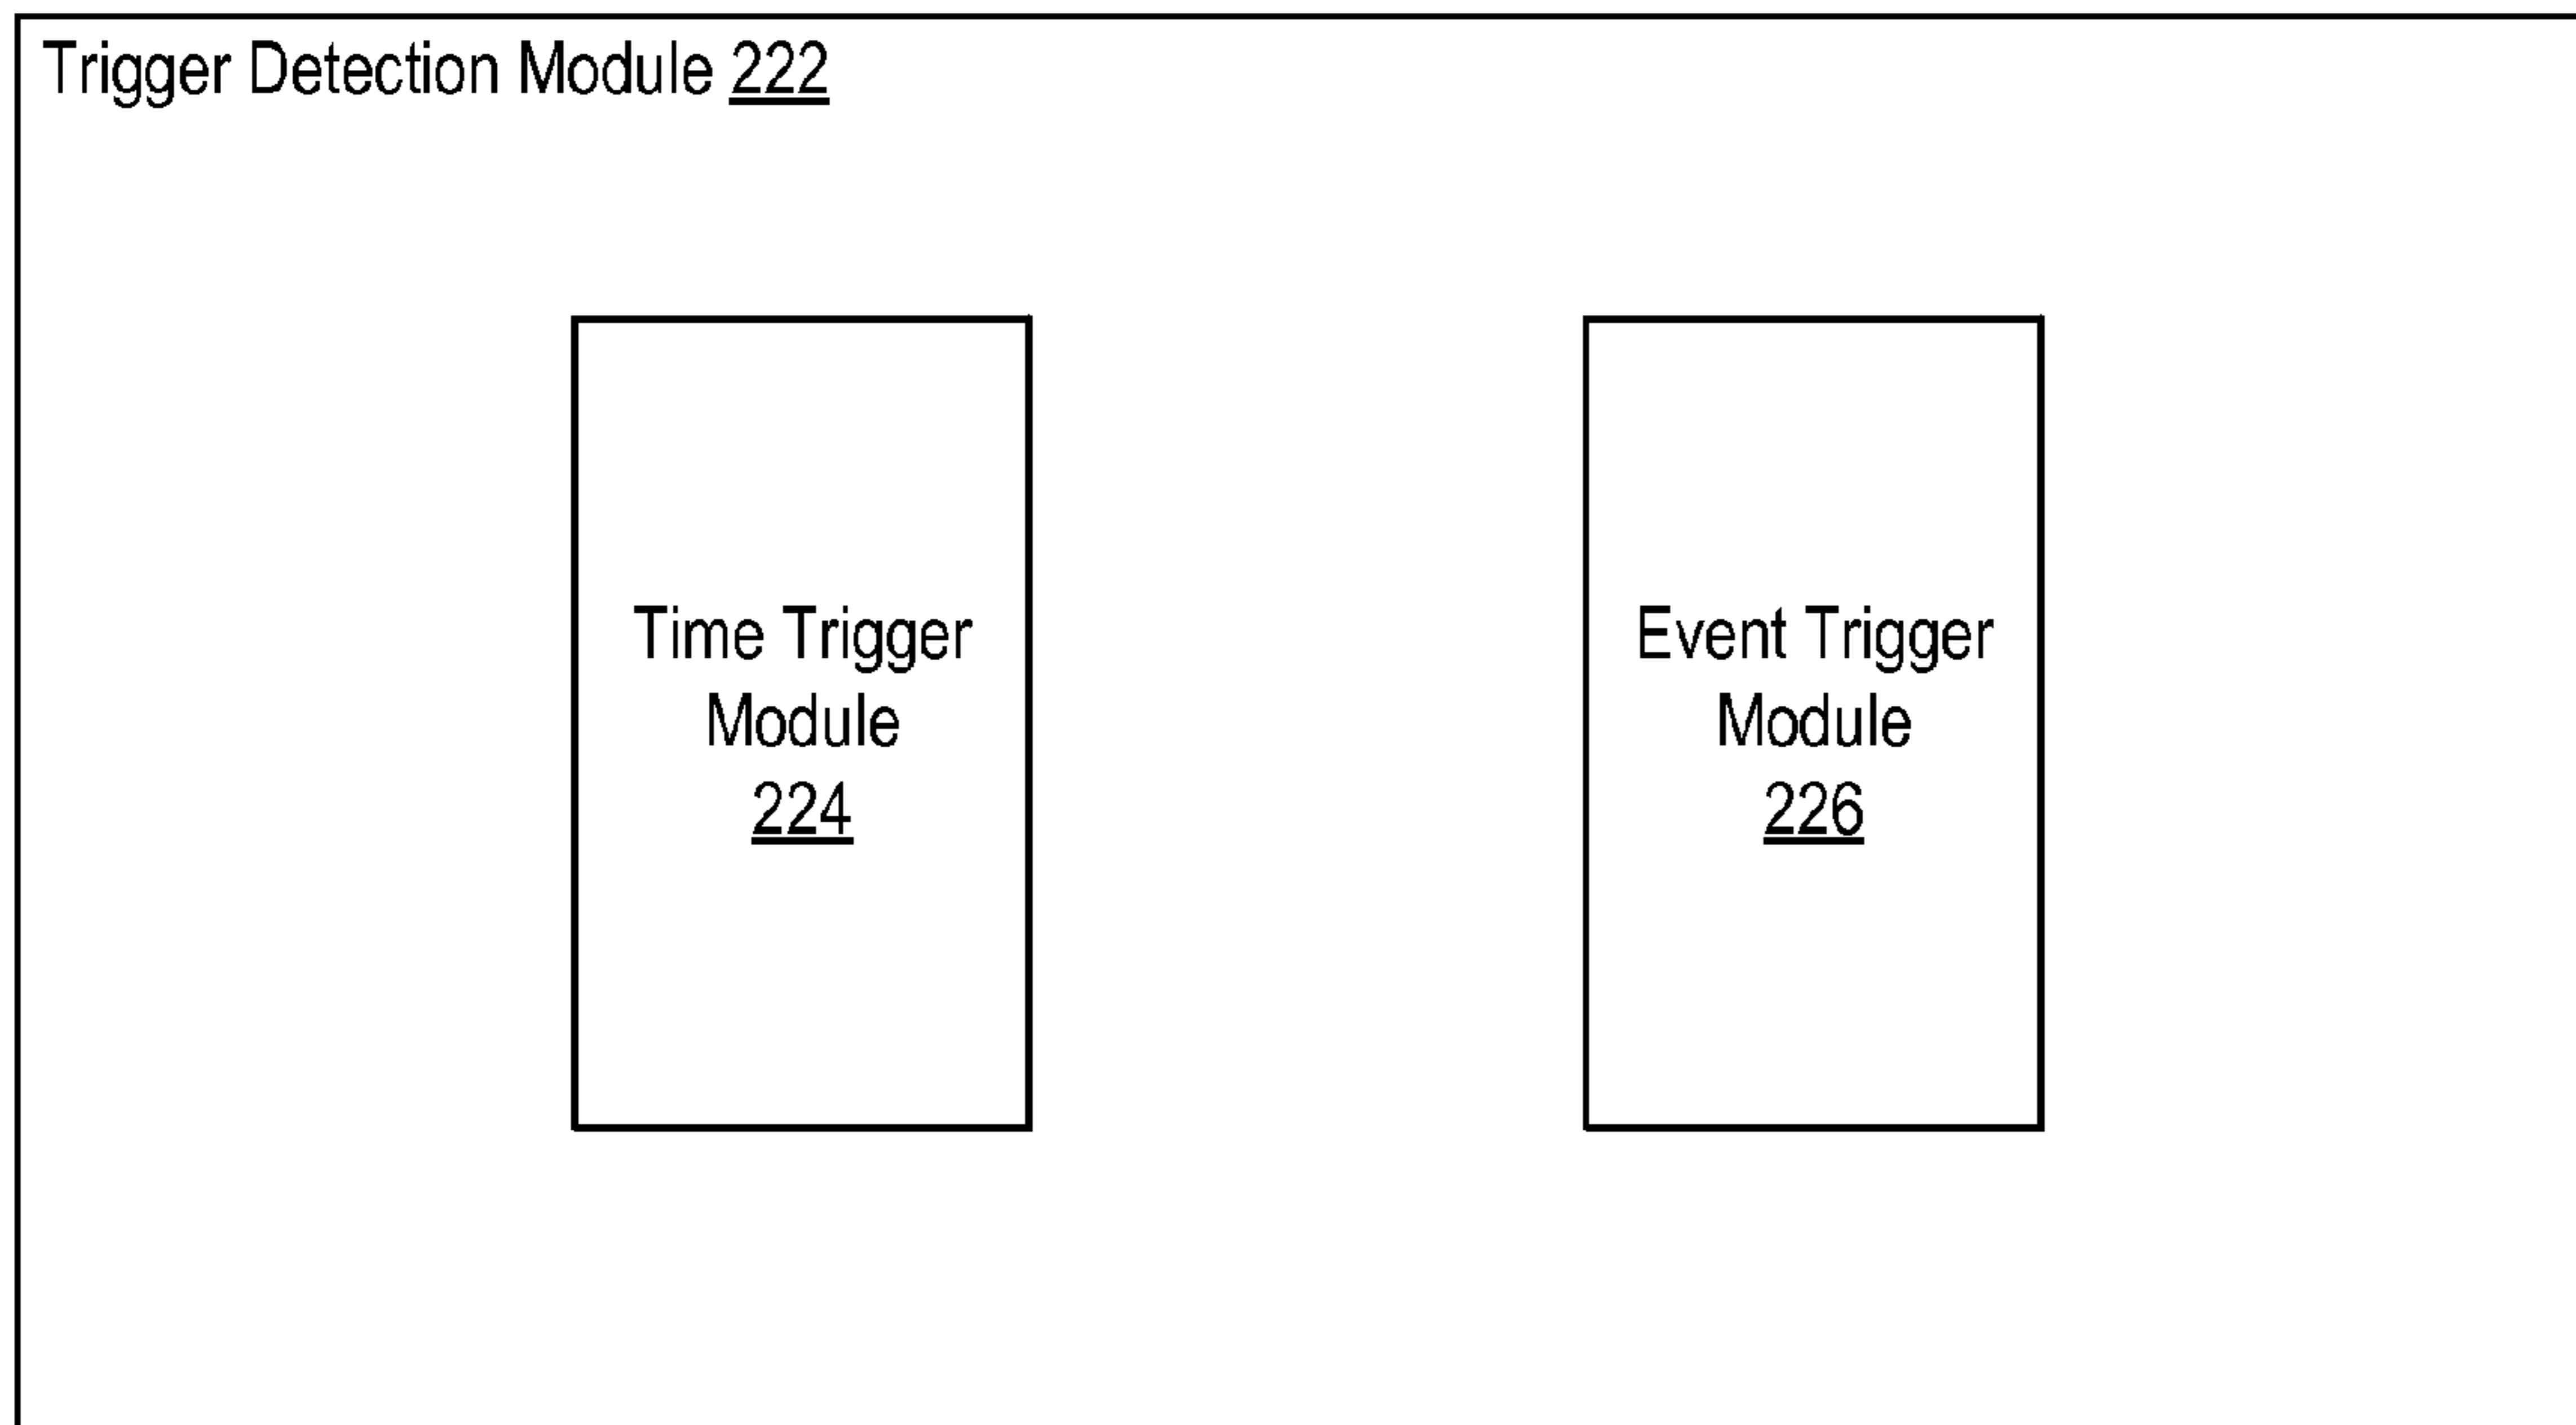 Trigger Detection Module 222
Time Trigger
Module
224
Event Trigger
Module
226